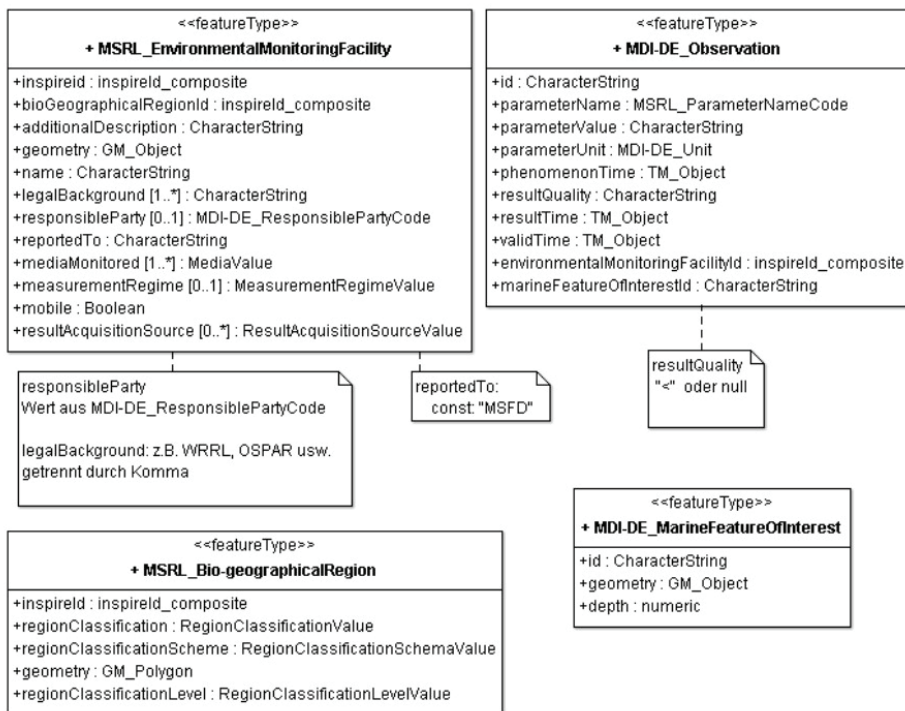 <<featureType>>
+ MSRL_EnvironmentalMonitoringFacility
+inspireid : inspireId_composite
+bioGeographicalRegionId : inspireId_composite
+additionalDescription : CharacterString
+geometry : GM_Object
+name : CharacterString
+legalBackground [1..*] : CharacterString
+responsibleParty [0..1] : MDI-DE_ResponsiblePartyCode
+reportedTo : CharacterString
+mediaMonitored [1..*] : MediaValue
+measurementRegime [0..1] : MeasurementRegimeValue
+mobile : Boolean
+resultAcquisitionSource [0..*] : ResultAcquisitionSourceValue
responsibleParty
Wert aus MDI-DE_ResponsiblePartyCode
legalBackground: z.B. WRRL, OSPAR usw.
getrennt durch Komma
reportedTo:
const: "MSFD"
<<featureType>>
+ MDI-DE_Observation
+id : CharacterString
+parameterName : MSRL_ParameterNameCode
+parameterValue : CharacterString
+parameterUnit : MDI-DE_Unit
+phenomenonTime : TM_Object
+resultQuality : CharacterString
+resultTime : TM_Object
+validTime : TM_Object
+environmentalMonitoringFacilityId : inspireId_composite
+marineFeatureOfInterestId : CharacterString
resultQuality
"<" oder null
<<featureType>>
+ MDI-DE_MarineFeatureOfInterest
+id : CharacterString
+geometry : GM_Object
+depth : numeric
<<featureType>>
+ MSRL_Bio-geographicalRegion
+inspireId : inspireId_composite
+regionClassification : RegionClassificationValue
+regionClassificationScheme : RegionClassificationSchemaValue
+geometry : GM_Polygon
+regionClassificationLevel : RegionClassificationLevelValue